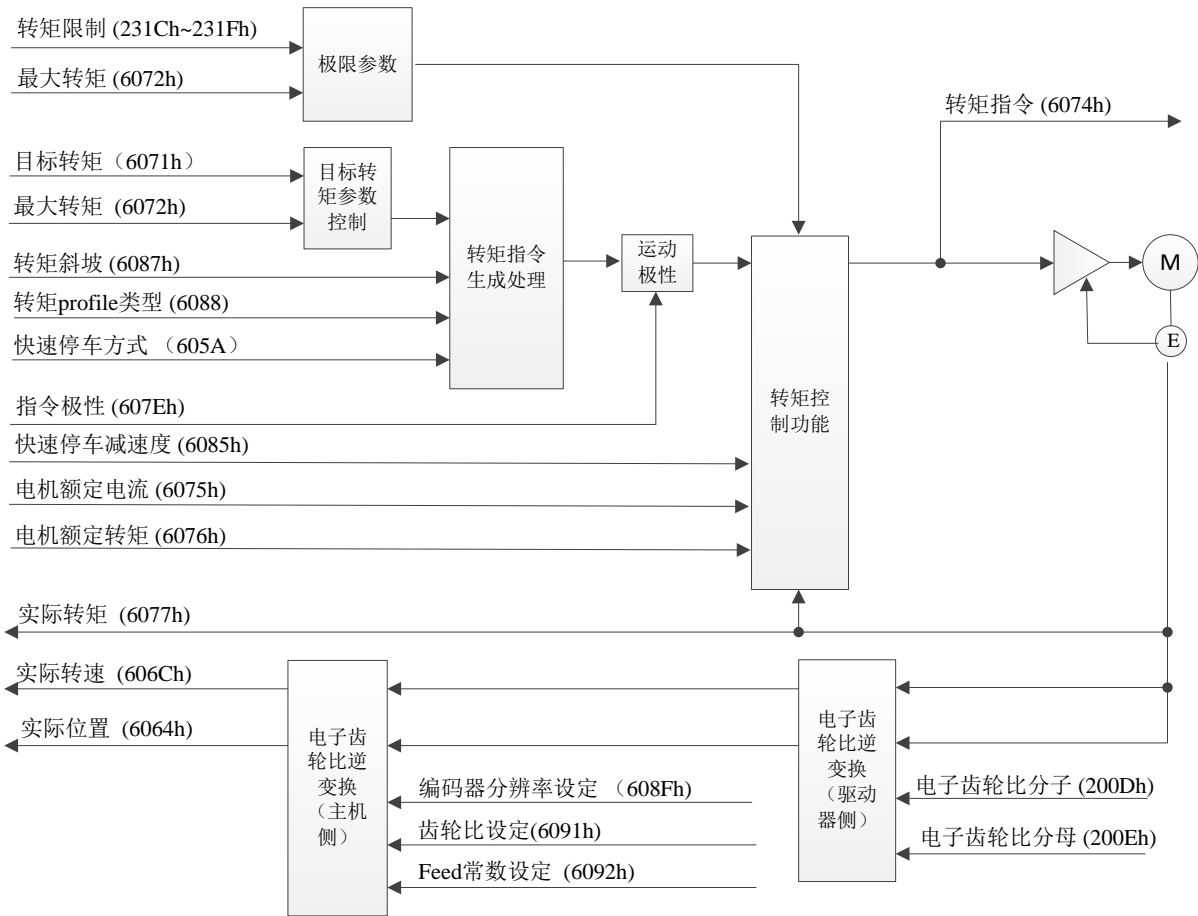 转矩限制 (231Ch~231Fh)
最大转矩 (6072h)
极限参数
转矩指令 (6074h)
目标转矩（6071h）
最大转矩 (6072h)
目标转
矩参数
控制
转矩斜坡 (6087h)
转矩profile类型 (6088)
快速停车方式 （605A）
转矩指令
生成处理
运动
极性
M
E
指令极性 (607Eh)
快速停车减速度 (6085h)
电机额定电流 (6075h)
电机额定转矩 (6076h)
转矩控
制功能
实际转矩 (6077h)
实际转速 (606Ch)
实际位置 (6064h)
电子齿
轮比逆
变换
（主机
侧）
编码器分辨率设定 （608Fh)
齿轮比设定(6091h)
Feed常数设定 (6092h)
电子齿
轮比逆
变换
（驱动
器侧）
电子齿轮比分子 (200Dh)
电子齿轮比分母 (200Eh)